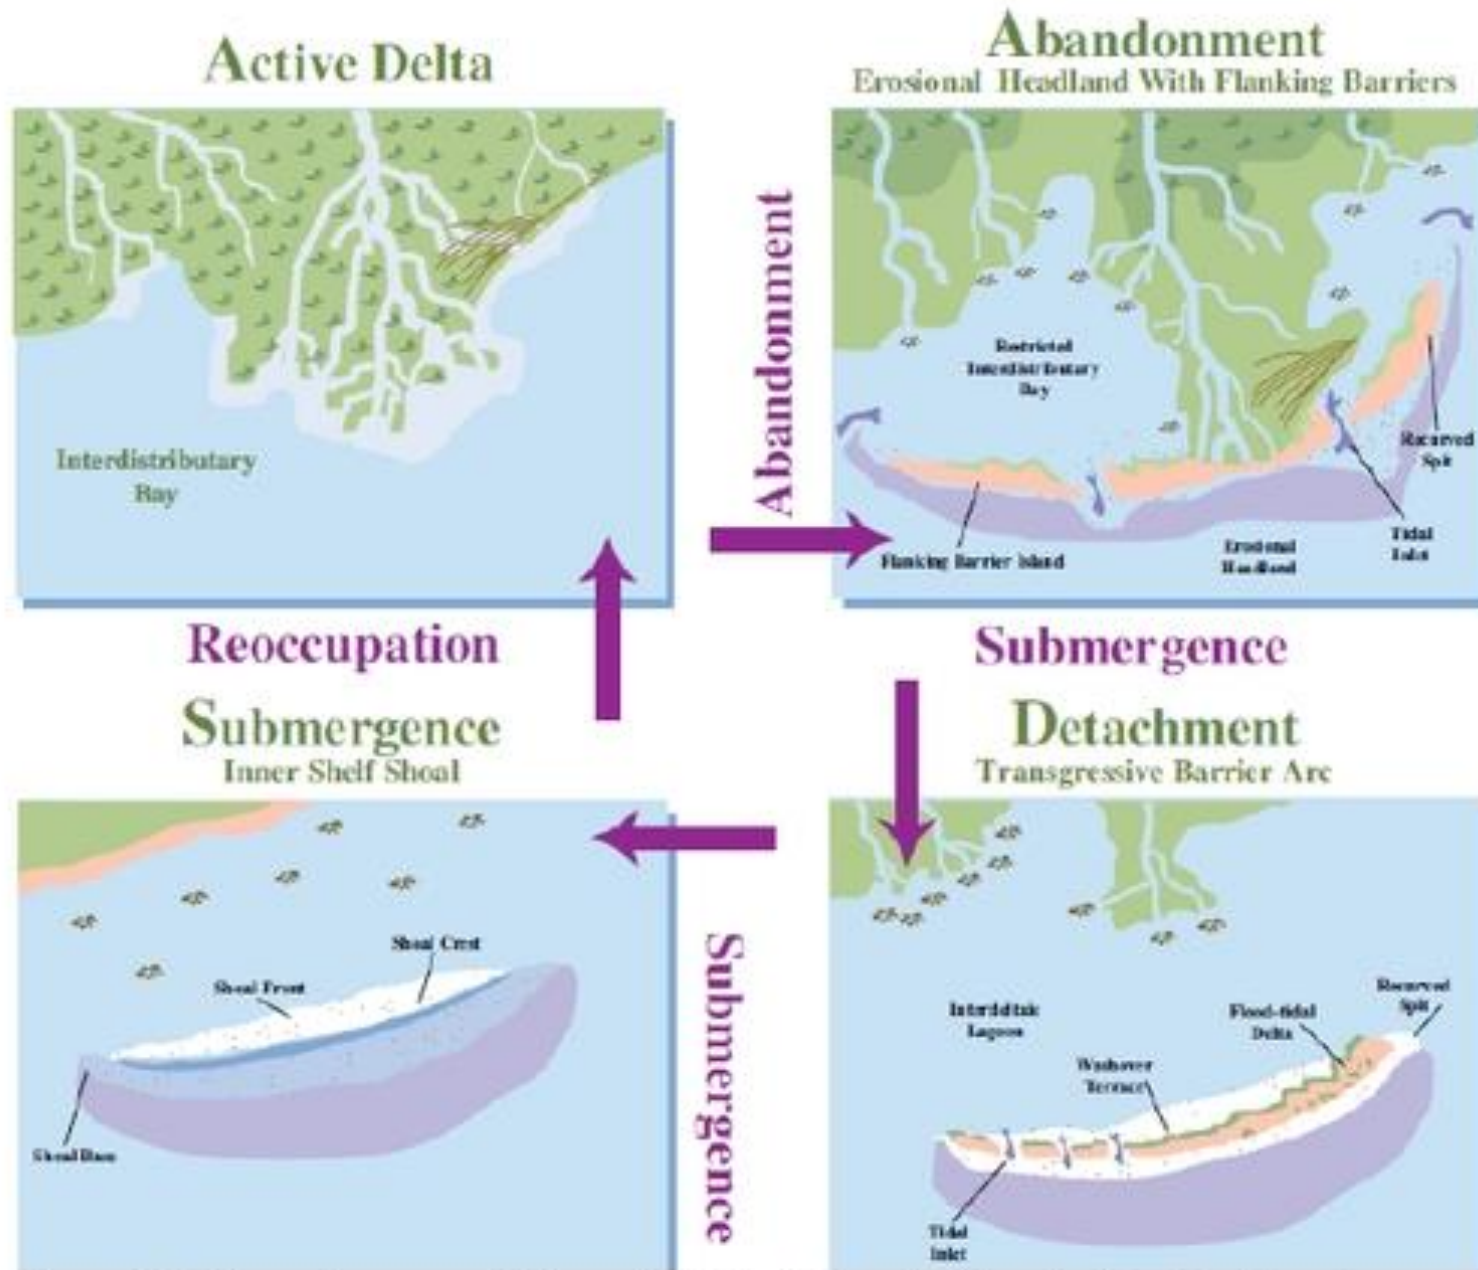 Active Delta
Interdistributary
Bay
Abandonment
Abandonment
Erosional Headland With Flanking Barriers
Restricted
Interdistributary
Bay
Recurved
Spit
Tidal
Inlet
Erosional
Headland
Flanking Barrier Island
Submergence
Detachment
Transgressive Barrier Arc
Lagoon
Flood-tidal
Delta
Recurved
Spit
Washover
Terrace
Tidal
Inlet
Submergence
Reoccupation
Submergence
Inner Shelf Shoal
Shoal Crest
Shoal Front
Shoal Base